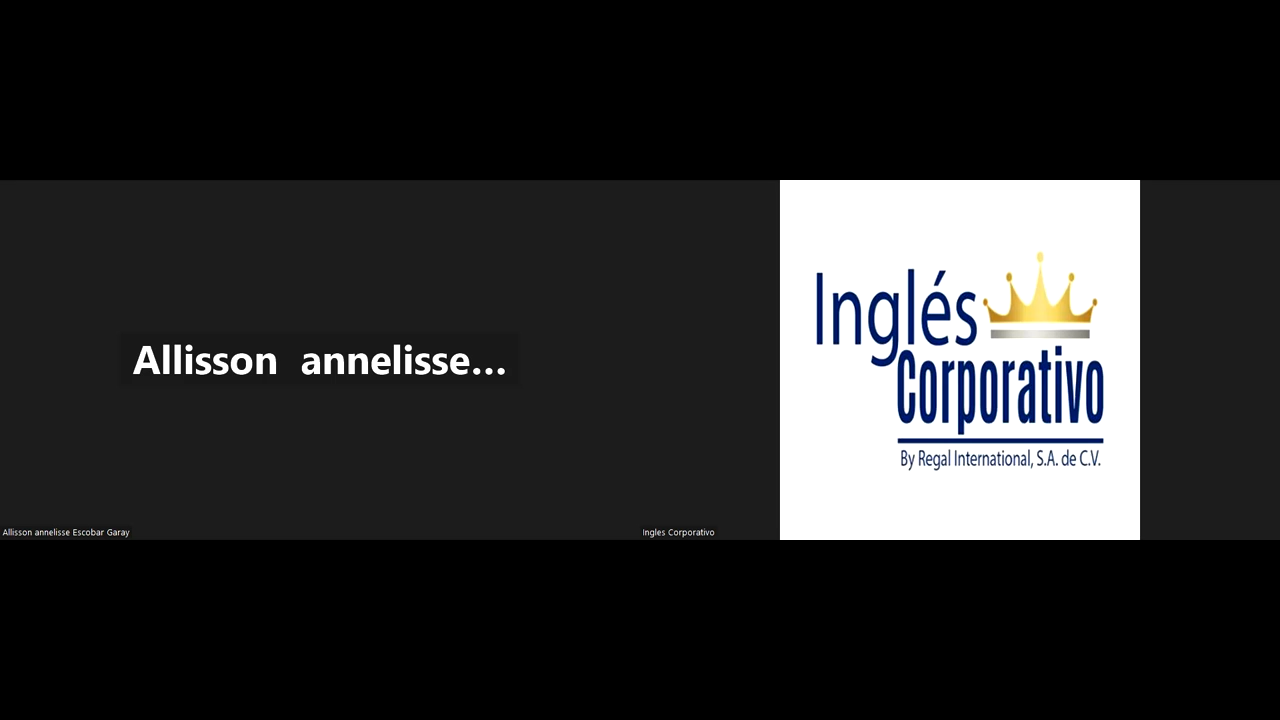 Allisson annelisse...
Allisson annelisse Escobar Garay
Inglés
Corporativo
By Regal International, S.A. de C.V.
Ingles Corporativo